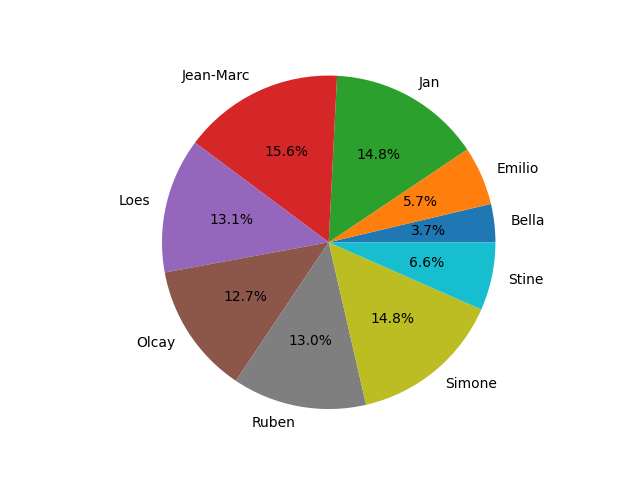 Jean-Marc
Jan
15.6%
14.8%
Emilio
5.7%
Loes
13.1%
Bella
3.7%
6.6%
Stine
12.7%
14.8%
Olcay
13.0%
Simone
Ruben